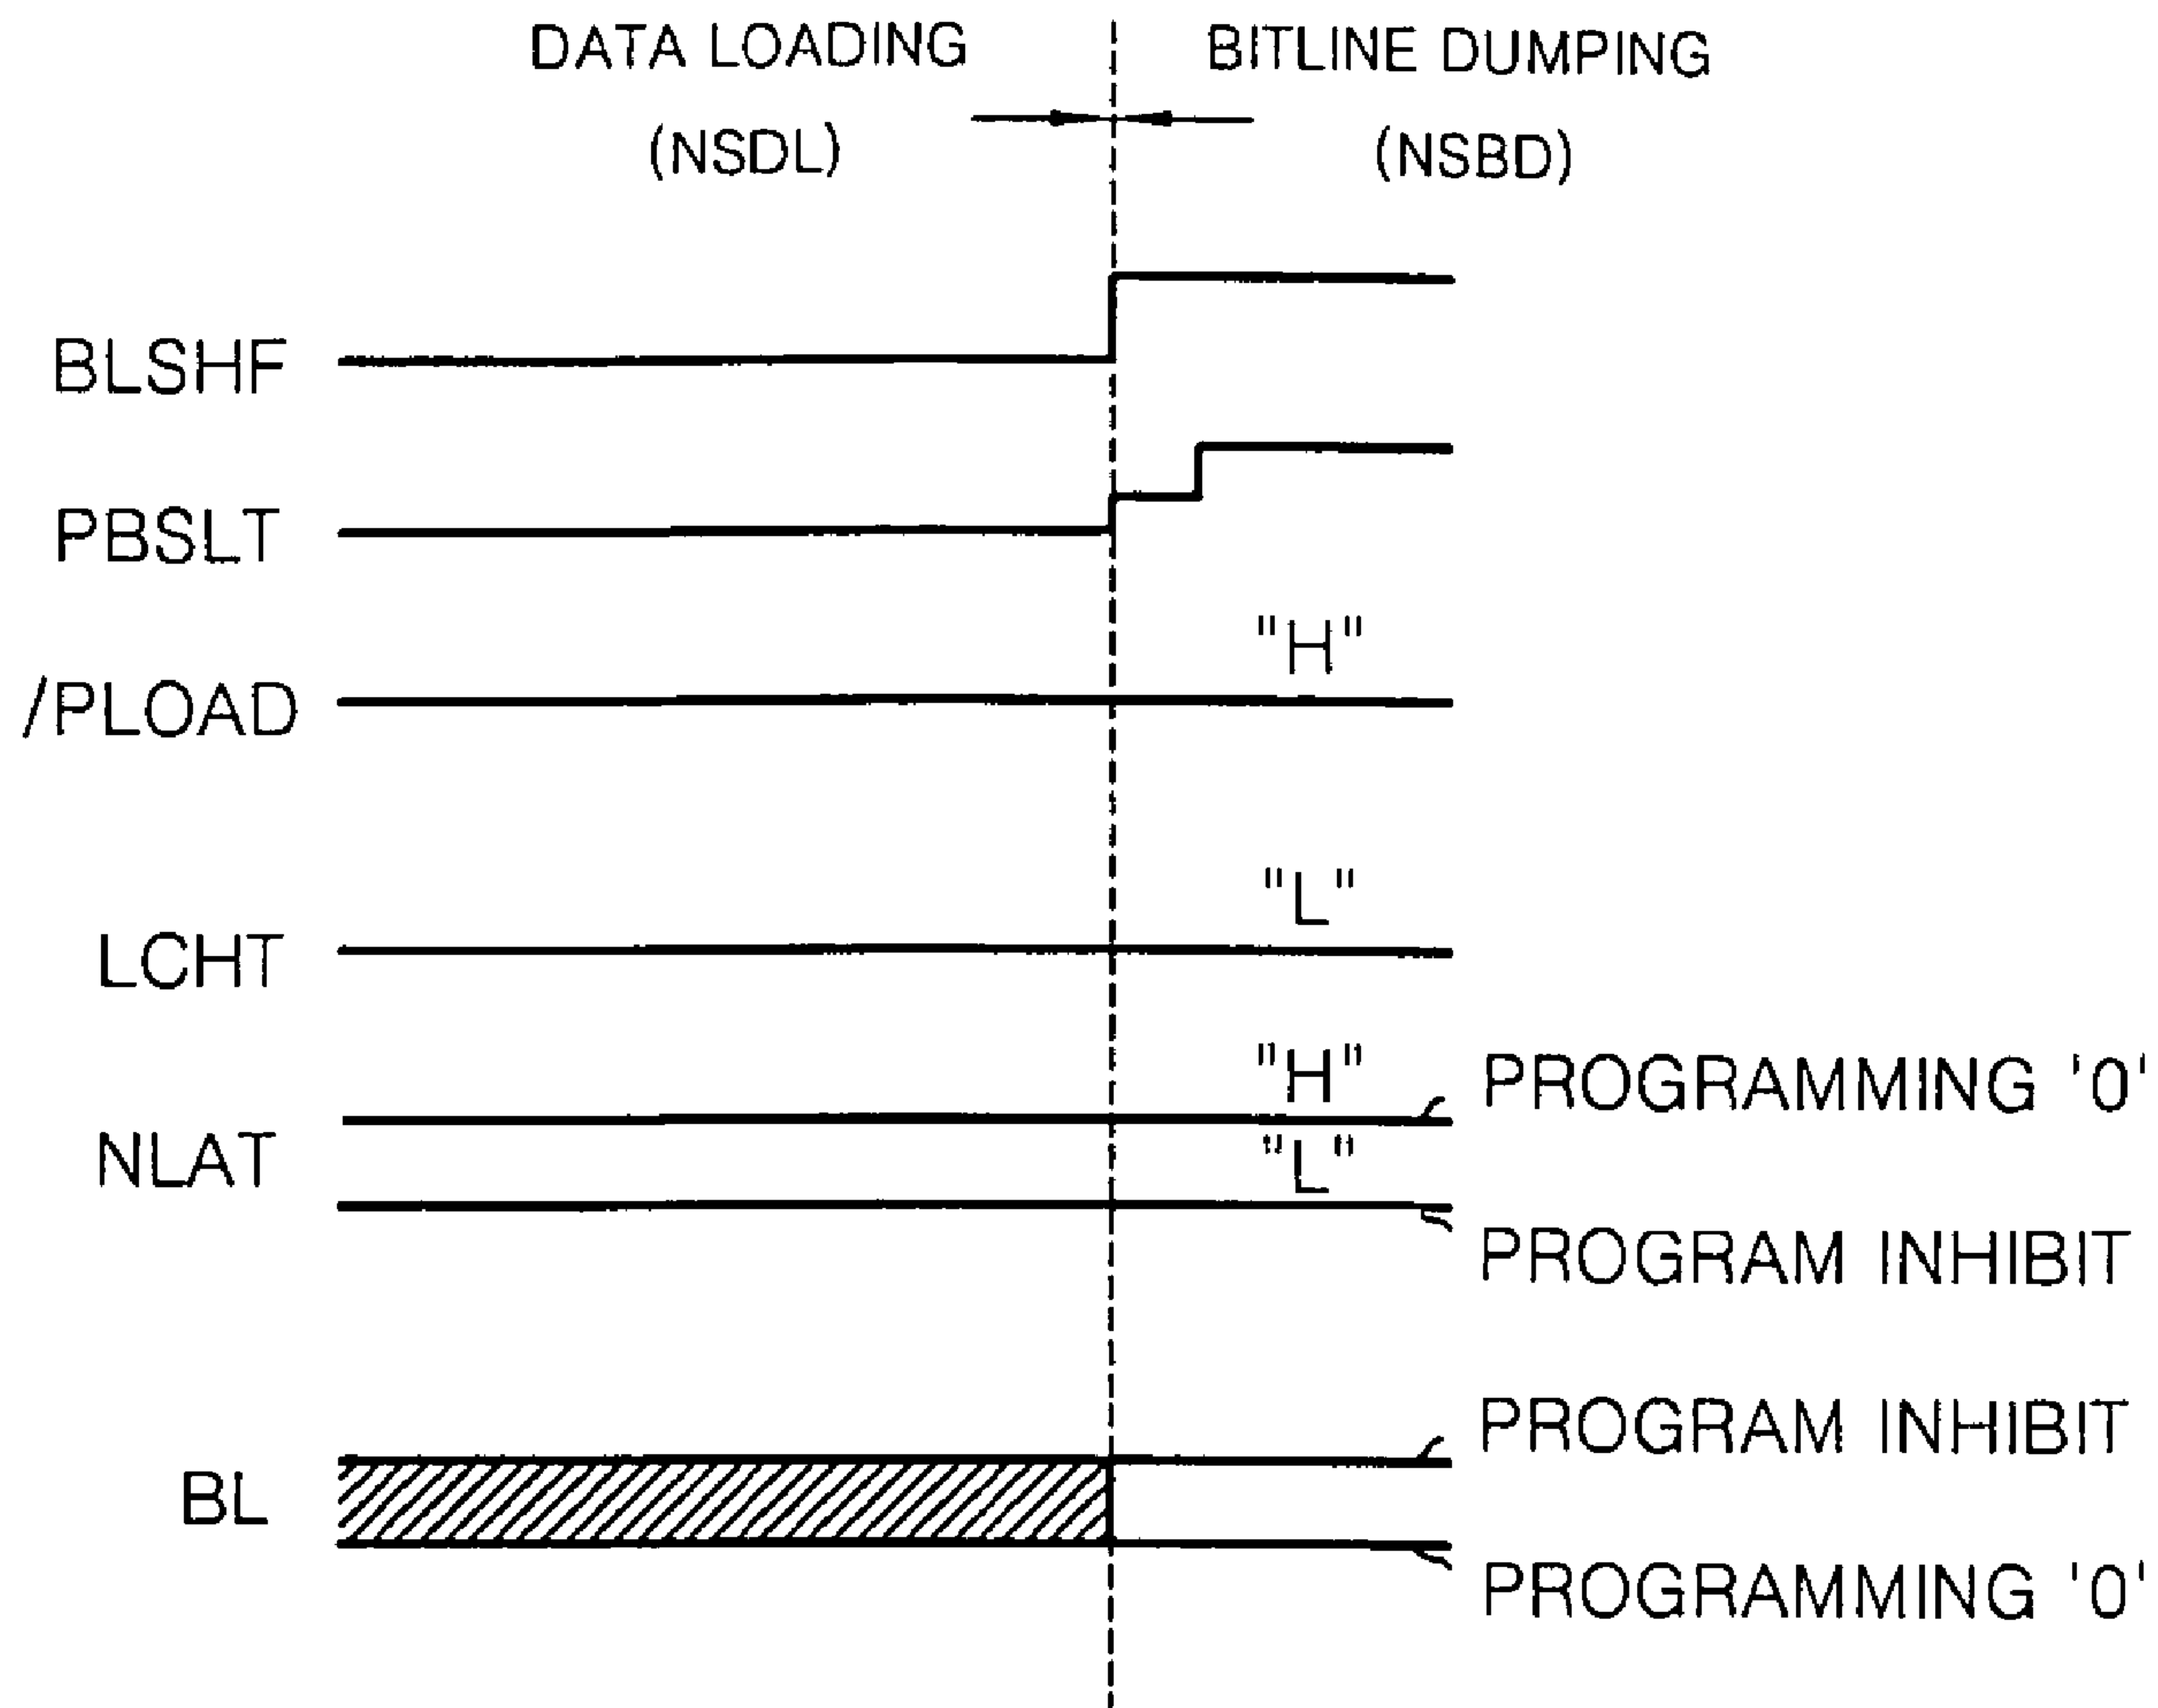 DATA LOADING
(NSDL)
BITLINE DUMPING
(NSBD)
BLSHF
PBSLT
/PLOAD
"H"
LCHT
"L"
NLAT
"H"
PROGRAMMING '0'
"L"
PROGRAM INHIBIT
BL
PROGRAM INHIBIT
PROGRAMMING '0'